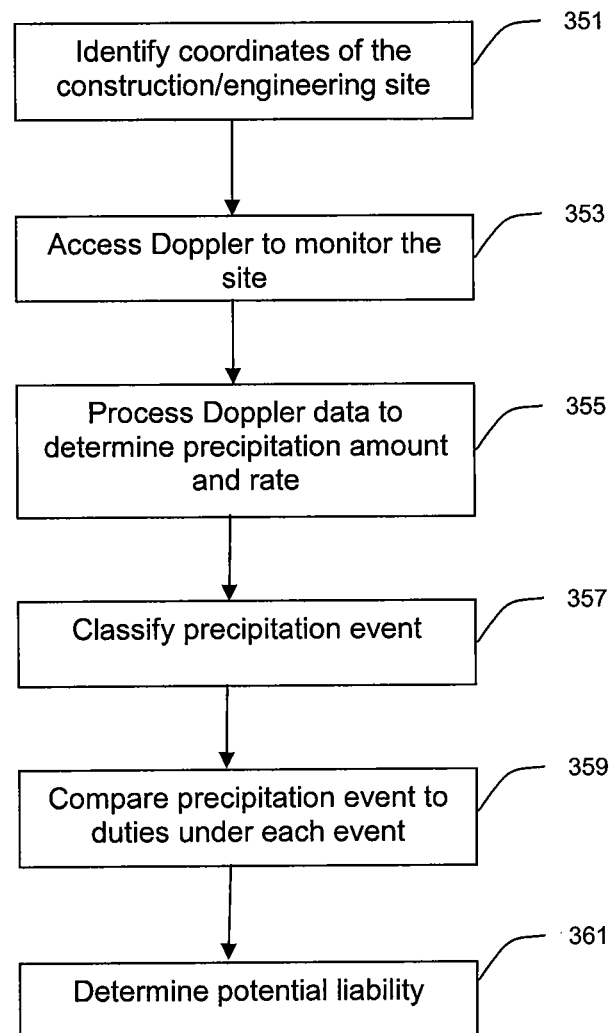 Identify coordinates of the
construction/engineering site
351
Access Doppler to monitor the
site
353
Process Doppler data to
determine precipitation amount
and rate
355
Classify precipitation event
357
Compare precipitation event to
duties under each event
359
Determine potential liability
361